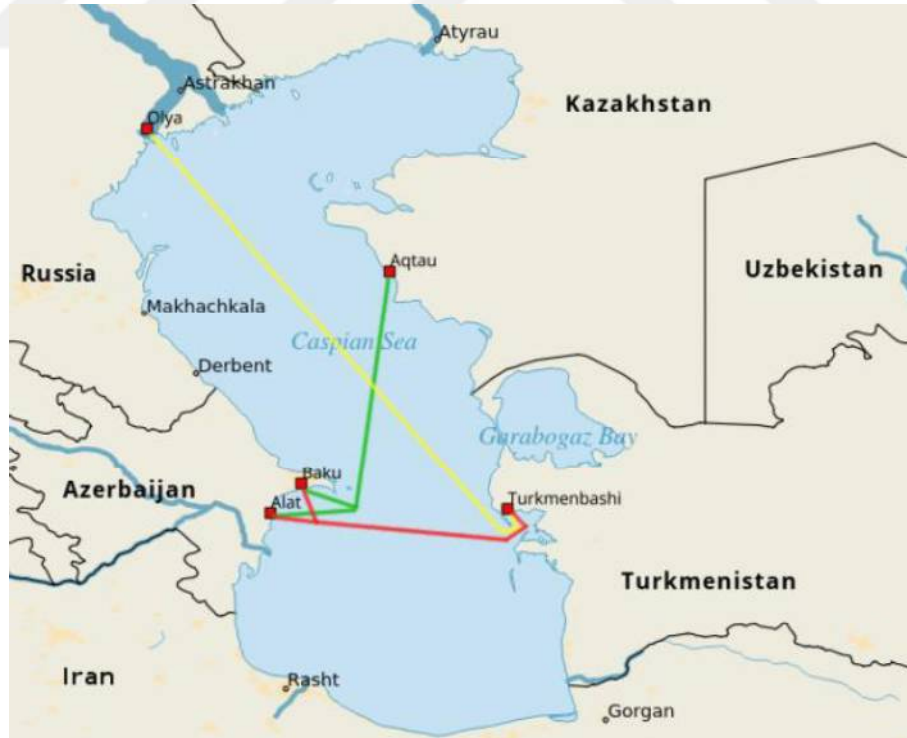 Atyrau
Astrakhan
Kazakhstan
Olya
Uzbekistan
Russia
Aqtau
Makhachkala
Caspian Sea
Derbent
Garabogaz Bay
Baku
Azerbaijan
Alat
Turkmenbashi
Turkmenistan
Iran
Rasht
Gorgan